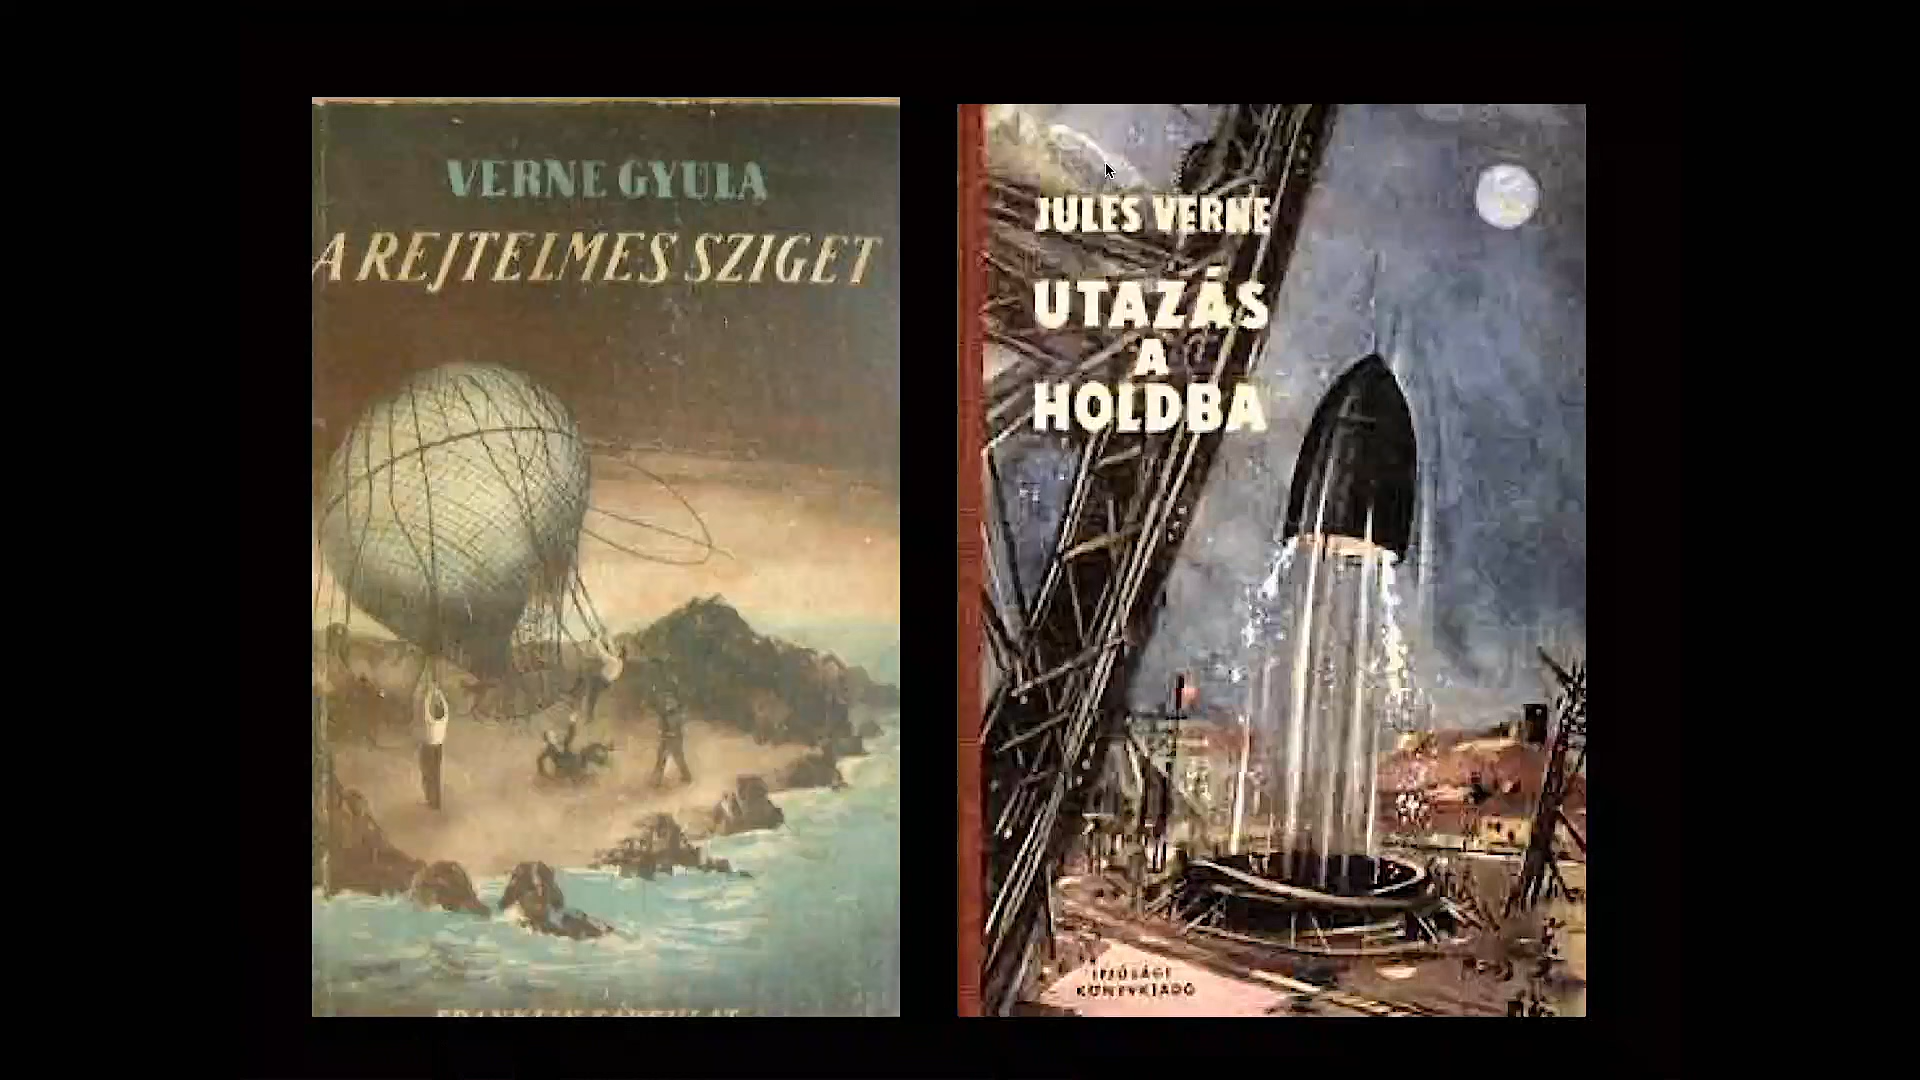 VERNE GYULA
A REJTELMES SZIGET
JULES VERNE
UTAZÁS
A
HOLDBA
IFJÚSÁGI
KÖNYVKIADÓ